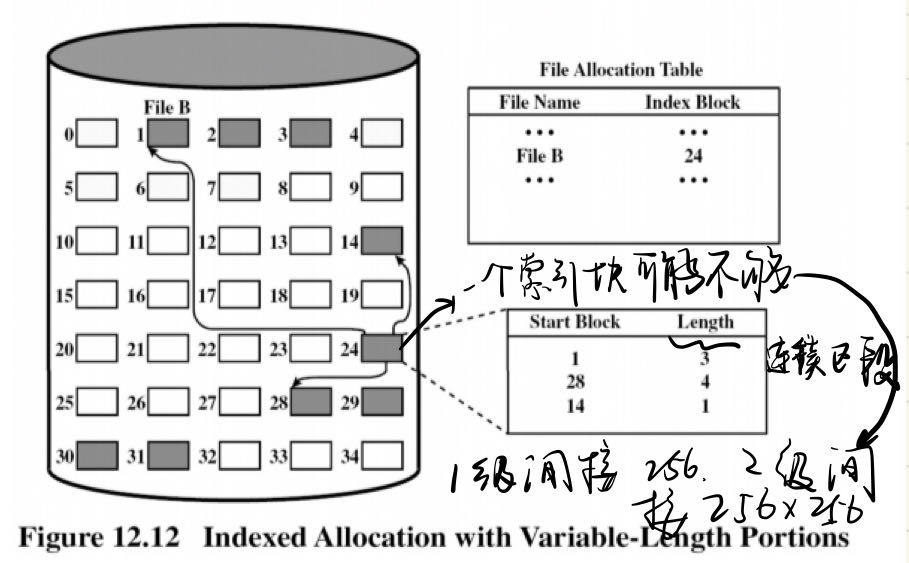 File B
0 1 2 3 4
5 6 7 8 9
10 11 12 13 14
15 16 17 18 19
20 21 22 23 24
25 26 27 28 29
30 31 32 33 34
File Allocation Table
File Name Index Block
••• •••
File B 24
••• •••
一个索引块可能不够
Start Block Length
1 3
28 4
14 1
连续区段
1级间接 256. 2级间
接 256×256
Figure 12.12 Indexed Allocation with Variable-Length Portions